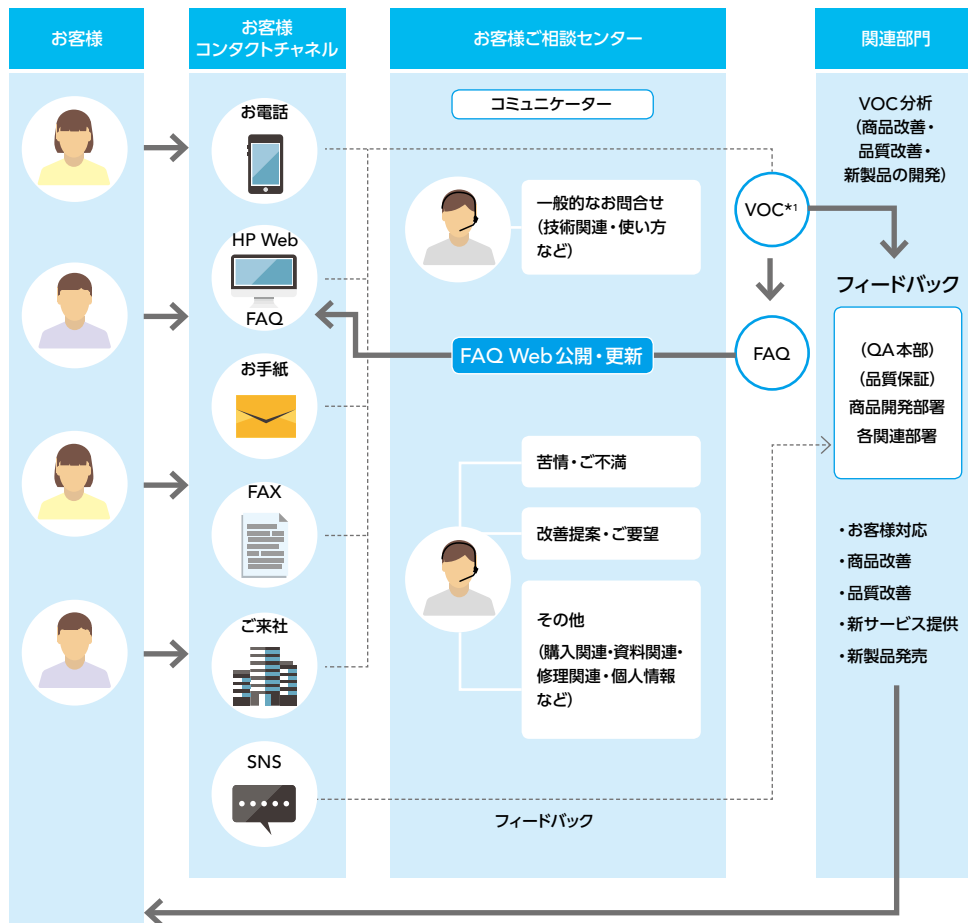 お客様
お客様
コンタクトチャネル
お客様ご相談センター
関連部門
お電話
HP Web
FAQ
お手紙
FAX
ご来社
SNS
コミュニケーター
一般的なお問合せ
（技術関連・使い方
など）
FAQ Web公開・更新
苦情・ご不満
改善提案・ご要望
その他
（購入関連・資料関連・
修理関連・個人情報
など）
フィードバック
VOC*1
FAQ
VOC分析
（商品改善・
品質改善・
新製品の開発）
フィードバック
（QA本部）
（品質保証）
商品開発部署
各関連部署
・お客様対応
・商品改善
・品質改善
・新サービス提供
・新製品発売